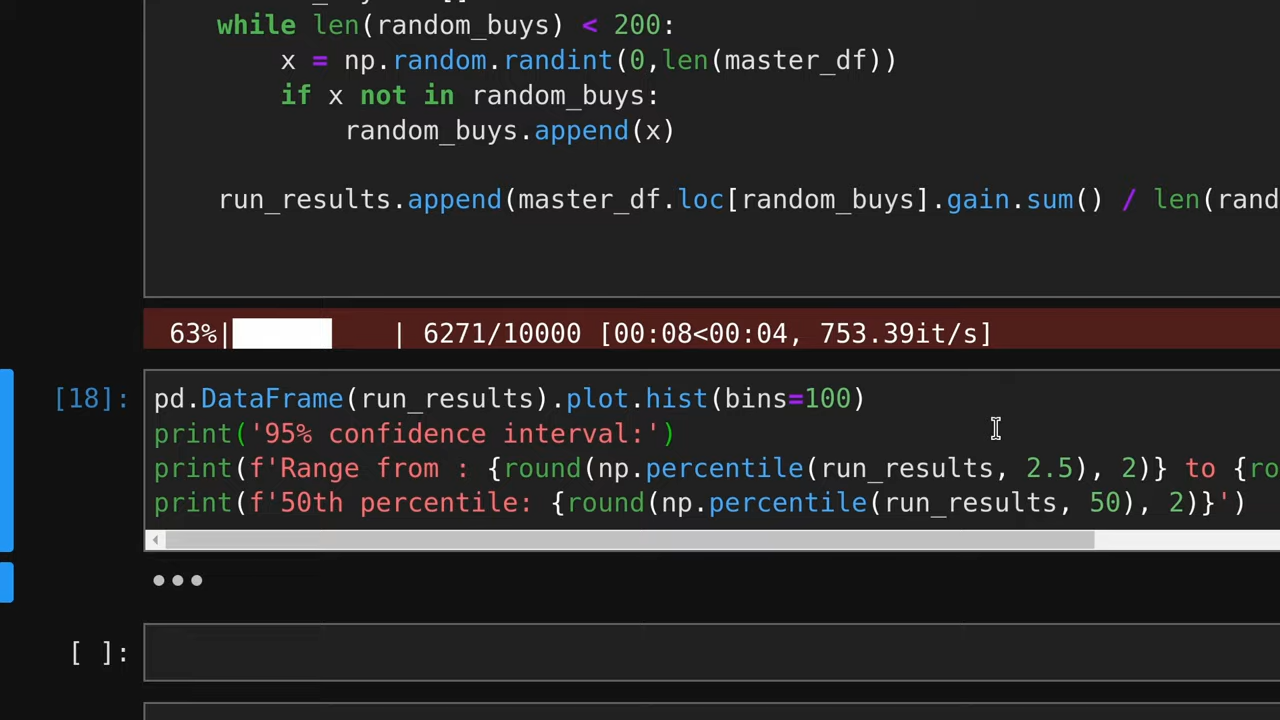 while len(random_buys) < 200:
x = np.random.randint(0,len(master_df))
if x not in random_buys:
random_buys.append(x)
run_results.append(master_df.loc[random_buys].gain.sum() / len(rand
63%| | 6271/10000 [00:08<00:04, 753.39it/s]
[18]: pd.DataFrame(run_results).plot.hist(bins=100)
print('95% confidence interval:')
print(f'Range from : {round(np.percentile(run_results, 2.5), 2)} to {ro
print(f'50th percentile: {round(np.percentile(run_results, 50), 2)}')
[ ]: